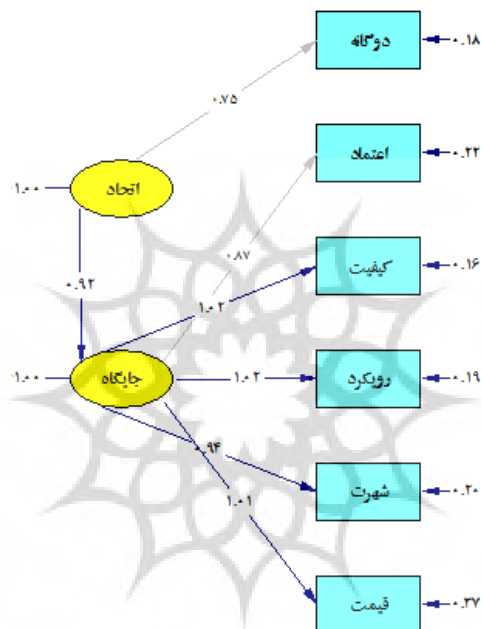 دوگانه
۰.۱۸
۰.۷۵
اعتماد
۰.۲۲
اتحاد
۱.۰۰
۰.۸۷
کیفیت
۰.۱۶
۰.۹۲
۱.۰۲
جایگاه
۱.۰۰
۱.۰۲
رویکرد
۰.۱۹
۰.۹۴
شهرت
۰.۲۰
۱.۰۱
قیمت
۰.۳۷